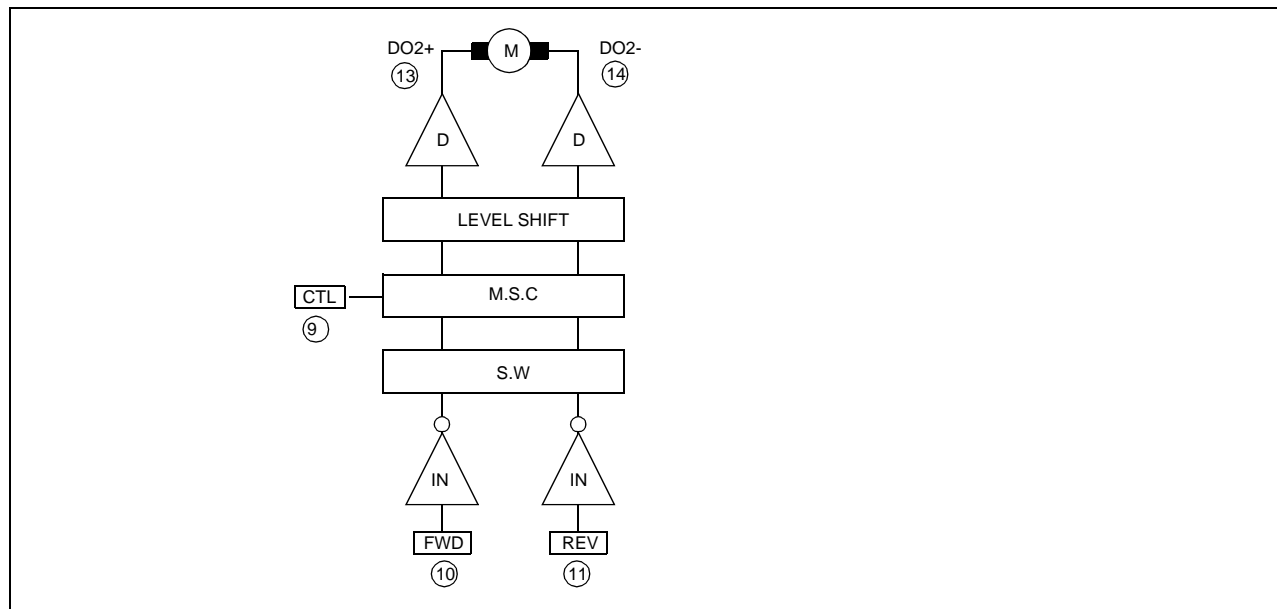 DO2+ M DO2-
13 14
D D
LEVEL SHIFT
CTL M.S.C
9
S.W
IN IN
FWD REV
10 11